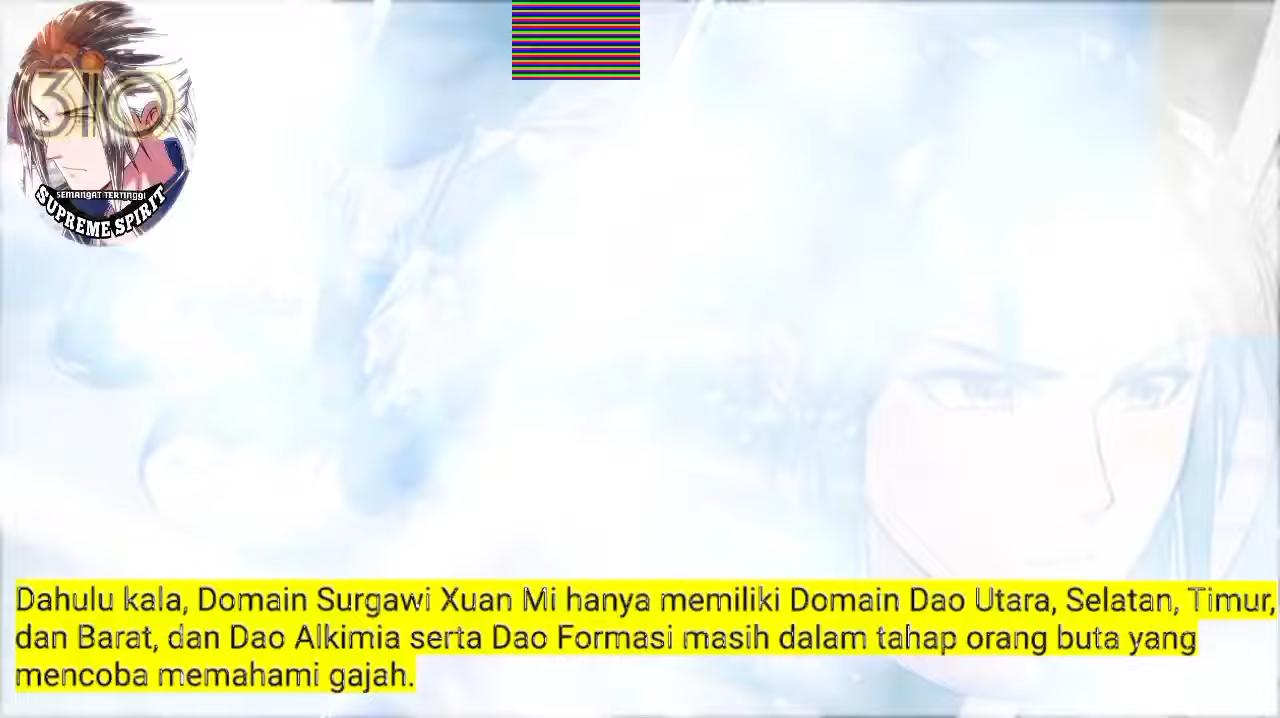 310
SEMANGAT TERTINGGI
SUPREME SPIRIT
Dahulu kala, Domain Surgawi Xuan Mi hanya memiliki Domain Dao Utara, Selatan, Timur,
dan Barat, dan Dao Alkimia serta Dao Formasi masih dalam tahap orang buta yang
mencoba memahami gajah.